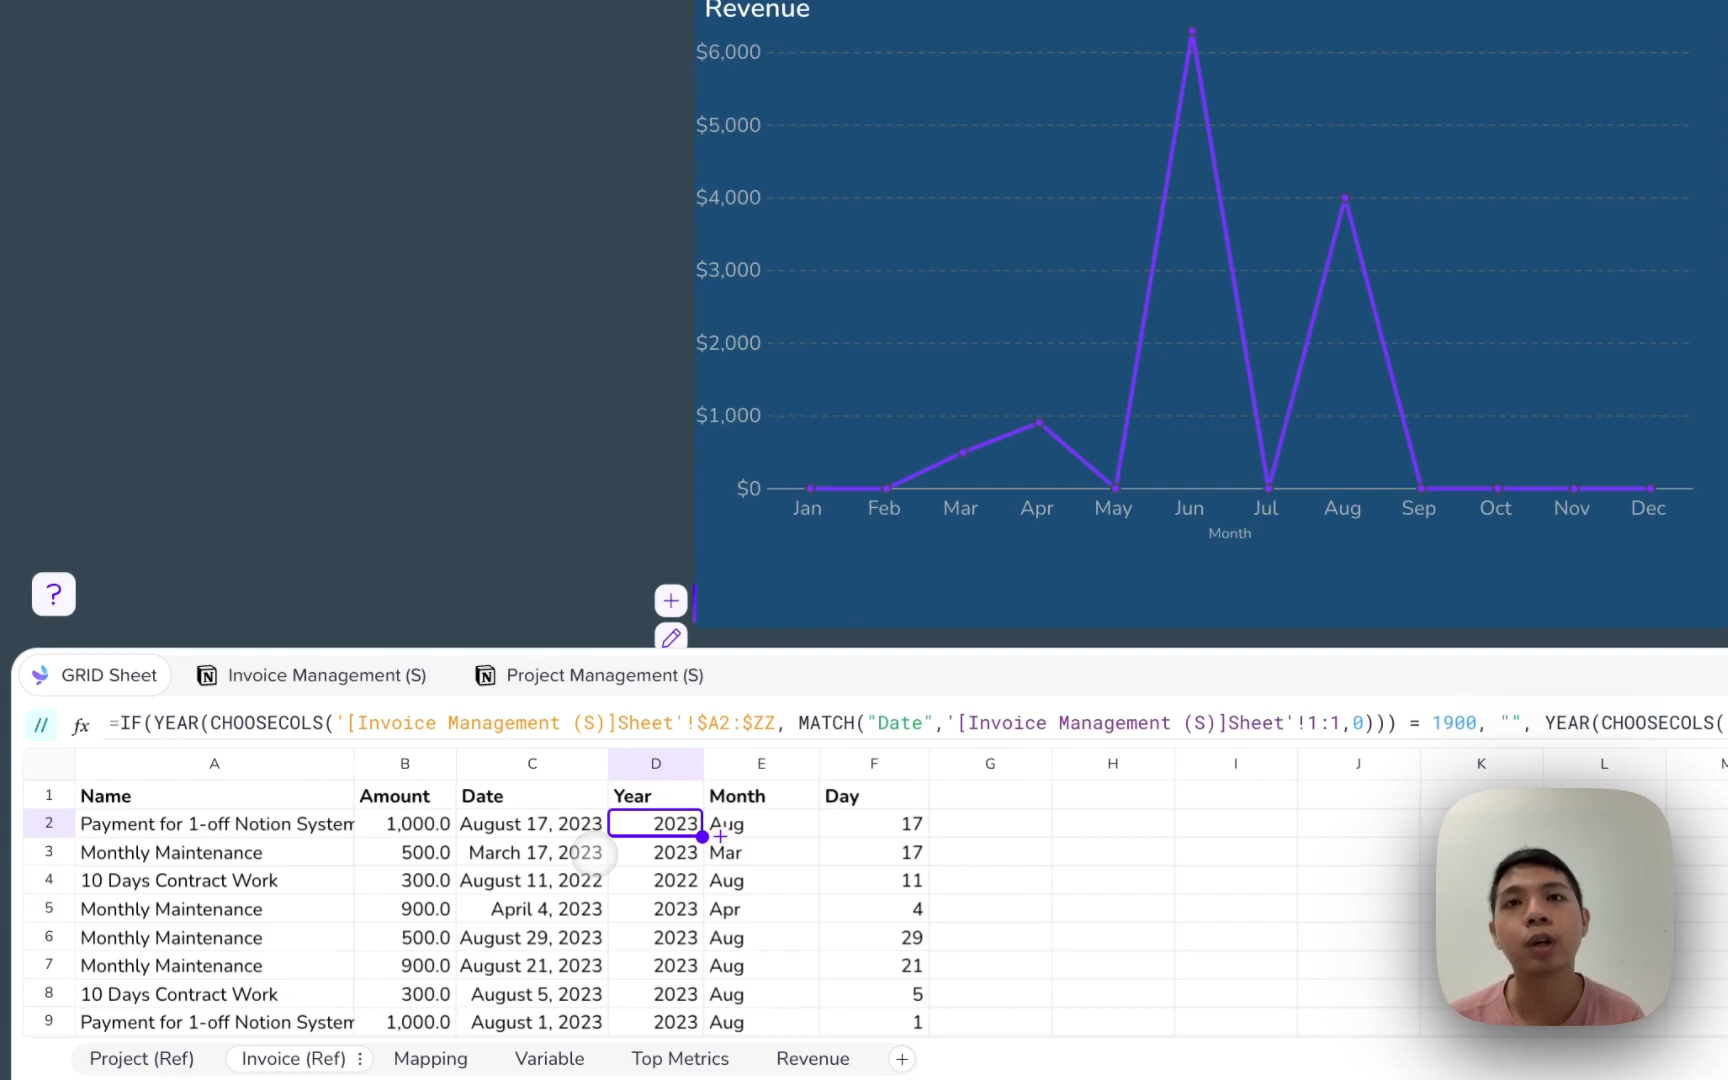 Revenue
$6,000
$5,000
$4,000
$3,000
$2,000
$1,000
$0
Jan Feb Mar Apr May Jun Jul Aug Sep Oct Nov Dec
Month
?
GRID Sheet Invoice Management (S) Project Management (S)
// fx =IF(YEAR(CHOOSECOLS('[Invoice Management (S)]Sheet'!$A2:$ZZ, MATCH("Date",'[Invoice Management (S)]Sheet'!1:1,0))) = 1900, "", YEAR(CHOOSECOLS(
A B C D E F G H I J K L
1 Name Amount Date Year Month Day
2 Payment for 1-off Notion System 1,000.0 August 17, 2023 2023 Aug 17
3 Monthly Maintenance 500.0 March 17, 2023 2023 Mar 17
4 10 Days Contract Work 300.0 August 11, 2022 2022 Aug 11
5 Monthly Maintenance 900.0 April 4, 2023 2023 Apr 4
6 Monthly Maintenance 500.0 August 29, 2023 2023 Aug 29
7 Monthly Maintenance 900.0 August 21, 2023 2023 Aug 21
8 10 Days Contract Work 300.0 August 5, 2023 2023 Aug 5
9 Payment for 1-off Notion System 1,000.0 August 1, 2023 2023 Aug 1
Project (Ref) Invoice (Ref) Mapping Variable Top Metrics Revenue